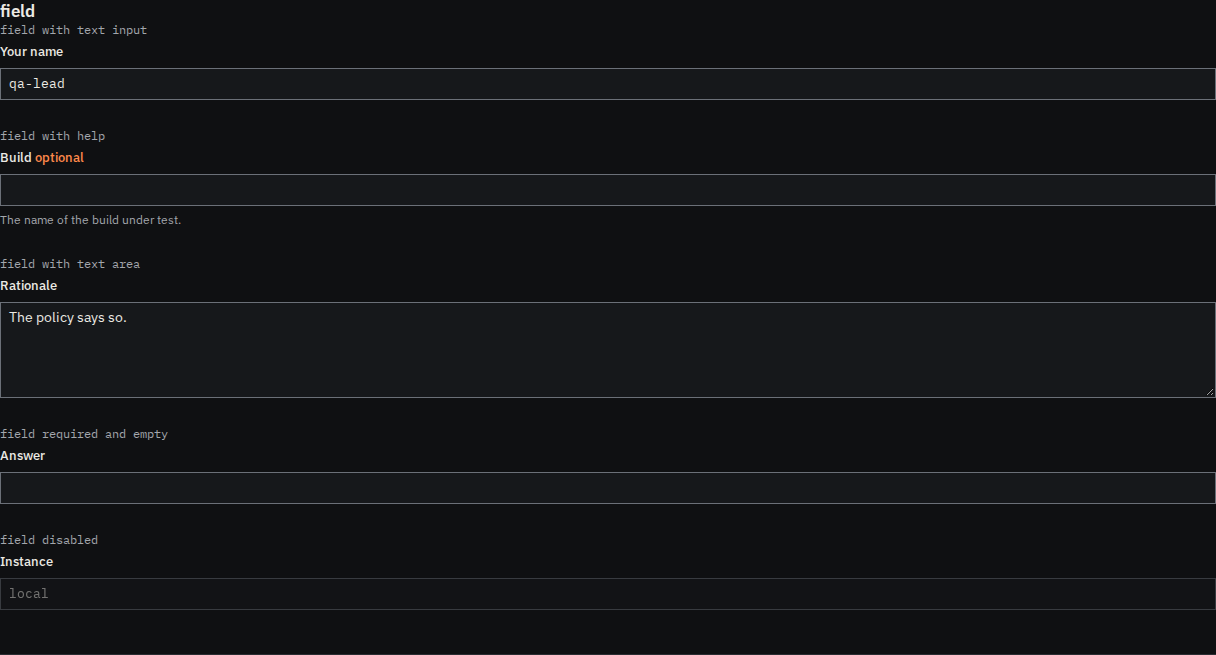 field
field with text input
Your name
qa-lead
field with help
Build optional
The name of the build under test.
field with text area
Rationale
The policy says so.
field required and empty
Answer
field disabled
Instance
local